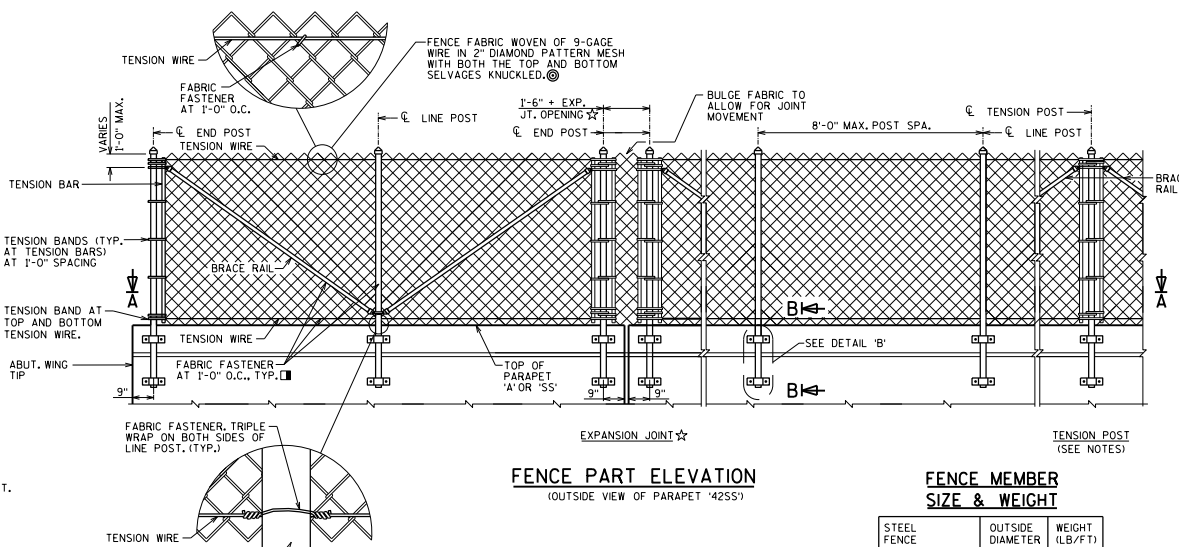 TENSION WIRE
FABRIC
FASTENER
AT 1'-0" O.C.
FENCE FABRIC WOVEN OF 9-GAGE
WIRE IN 2" DIAMOND PATTERN MESH
WITH BOTH THE TOP AND BOTTOM
SELVAGES KNUCKLED.◎
VARIES
1'-0" MAX.
℄ END POST
TENSION WIRE
℄ LINE POST
1'-6" + EXP.
JT. OPENING ☆
℄ END POST
BULGE FABRIC TO
ALLOW FOR JOINT
MOVEMENT
8'-0" MAX. POST SPA.
℄ TENSION POST
℄ LINE POST
TENSION BAR
BRAC
RAIL
TENSION BANDS (TYP.
AT TENSION BARS)
AT 1'-0" SPACING
BRACE RAIL
A
A
TENSION BAND AT
TOP AND BOTTOM
TENSION WIRE.
TENSION WIRE
B
SEE DETAIL 'B'
ABUT. WING
TIP
FABRIC FASTENER
AT 1'-0" O.C., TYP.
TOP OF
PARAPET
'A' OR 'SS'
9"
9"
9"
B
FABRIC FASTENER. TRIPLE
WRAP ON BOTH SIDES OF
LINE POST. (TYP.)
EXPANSION JOINT ☆
TENSION POST
(SEE NOTES)
FENCE PART ELEVATION
(OUTSIDE VIEW OF PARAPET '42SS')
T.
TENSION WIRE
FENCE MEMBER
SIZE & WEIGHT
STEEL
FENCE
OUTSIDE
DIAMETER
WEIGHT
(LB/FT)